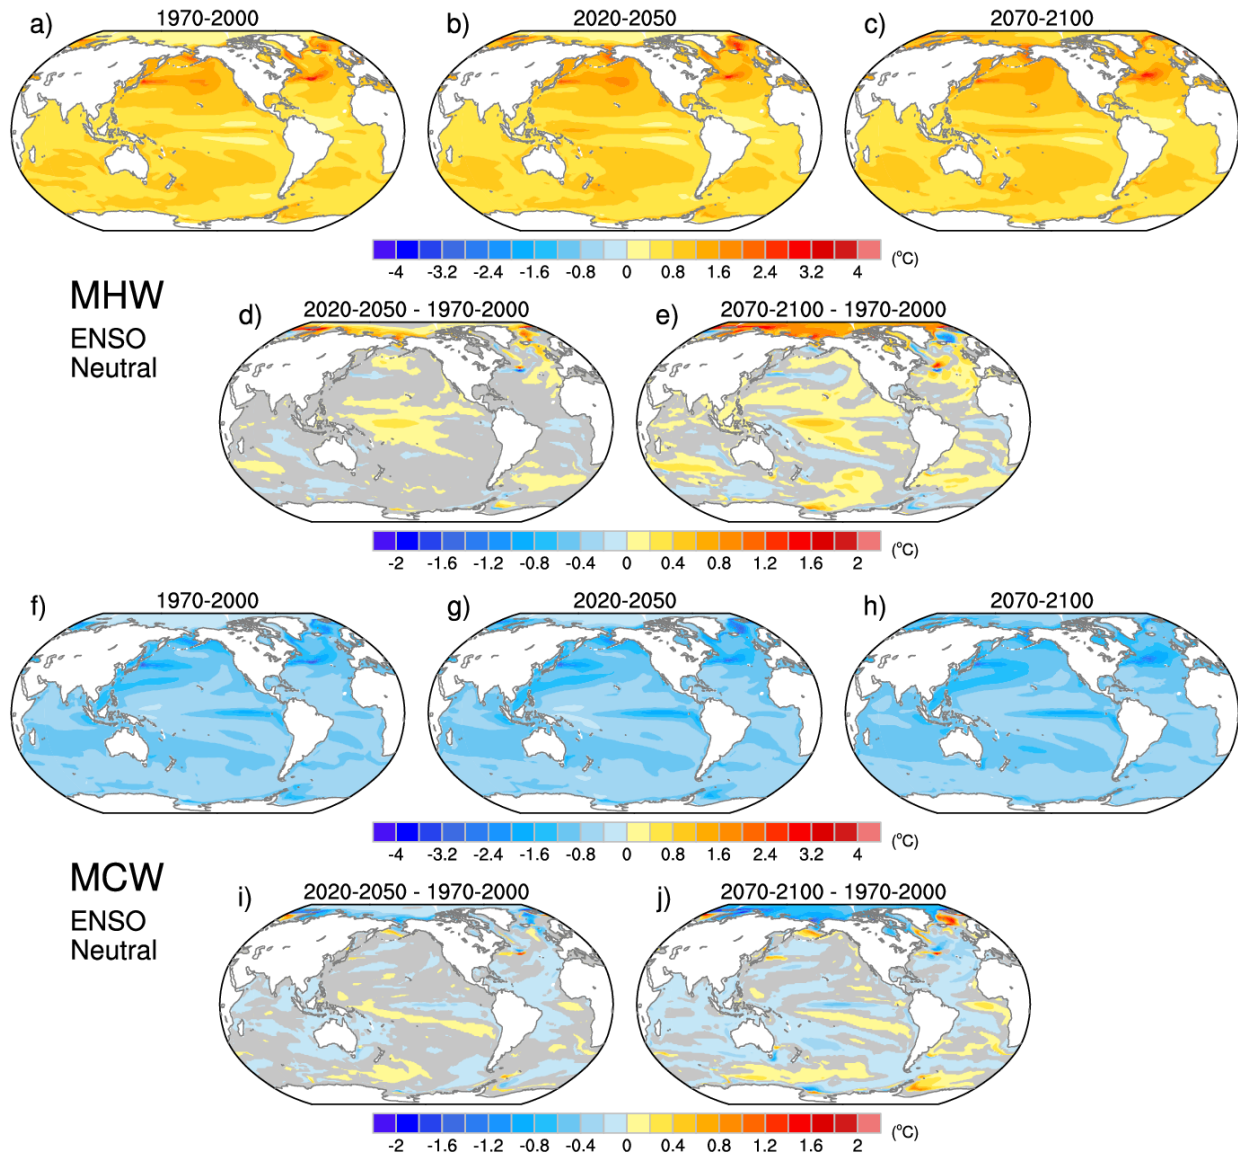 a) 1970-2000
b) 2020-2050
c) 2070-2100
-4 -3.2 -2.4 -1.6 -0.8 0 0.8 1.6 2.4 3.2 4 (°C)
MHW
ENSO
Neutral
d) 2020-2050 - 1970-2000
e) 2070-2100 - 1970-2000
-2 -1.6 -1.2 -0.8 -0.4 0 0.4 0.8 1.2 1.6 2 (°C)
f) 1970-2000
g) 2020-2050
h) 2070-2100
-4 -3.2 -2.4 -1.6 -0.8 0 0.8 1.6 2.4 3.2 4 (°C)
MCW
ENSO
Neutral
i) 2020-2050 - 1970-2000
j) 2070-2100 - 1970-2000
-2 -1.6 -1.2 -0.8 -0.4 0 0.4 0.8 1.2 1.6 2 (°C)